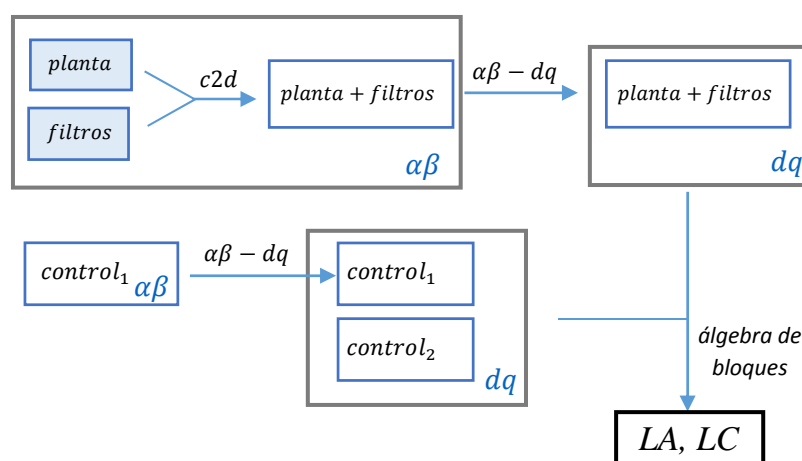 planta
filtros
c2d
planta + filtros
αβ
αβ − dq
planta + filtros
dq
control₁
αβ
αβ − dq
control₁
control₂
dq
álgebra de
bloques
LA, LC